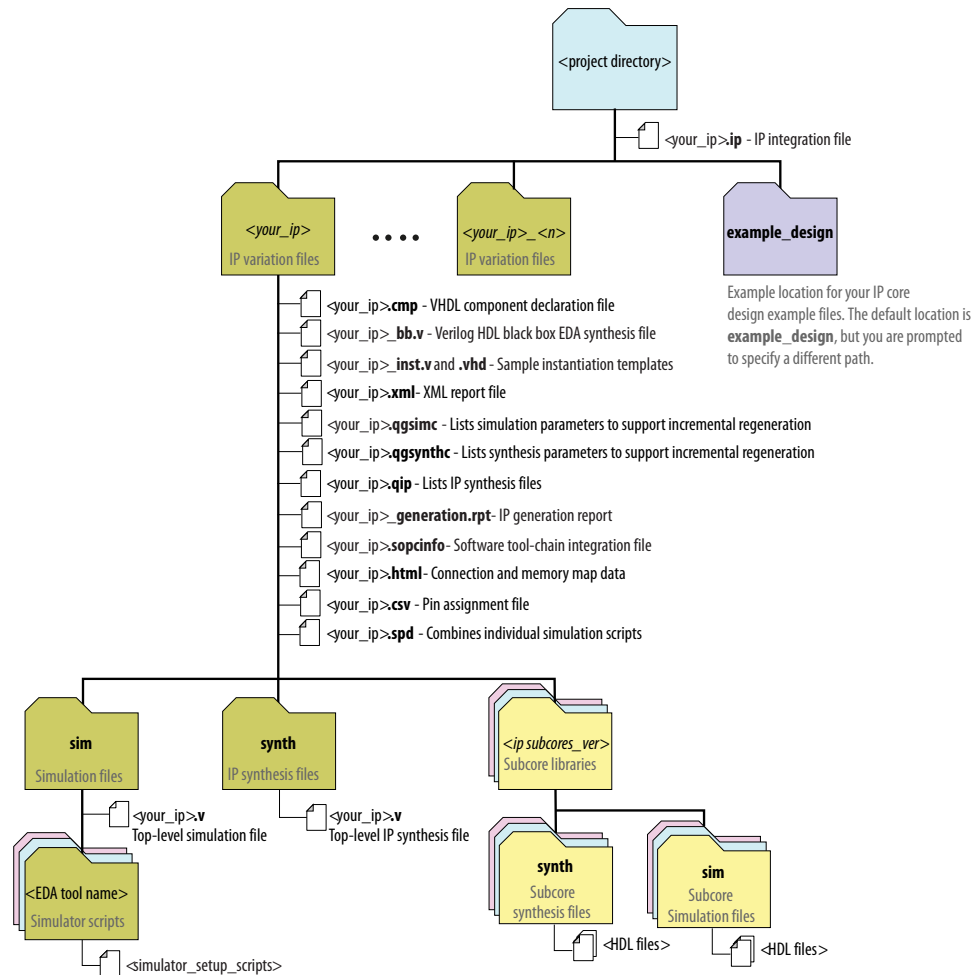 <project directory>
<your_ip>.ip - IP integration file
<your_ip>
IP variation files
<your_ip>_<n>
IP variation files
example_design
Example location for your IP core
design example files. The default location is
example_design, but you are prompted
to specify a different path.
<your_ip>.cmp - VHDL component declaration file
<your_ip>_bb.v - Verilog HDL black box EDA synthesis file
<your_ip>_inst.v and .vhd - Sample instantiation templates
<your_ip>.xml- XML report file
<your_ip>.qgsimc - Lists simulation parameters to support incremental regeneration
<your_ip>.qgsynthc - Lists synthesis parameters to support incremental regeneration
<your_ip>.qip - Lists IP synthesis files
<your_ip>_generation.rpt- IP generation report
<your_ip>.sopcinfo- Software tool-chain integration file
<your_ip>.html- Connection and memory map data
<your_ip>.csv - Pin assignment file
<your_ip>.spd - Combines individual simulation scripts
sim
Simulation files
synth
IP synthesis files
<ip subcores_ver>
Subcore libraries
<your_ip>.v
Top-level simulation file
<your_ip>.v
Top-level IP synthesis file
<EDA tool name>
Simulator scripts
<simulator_setup_scripts>
synth
Subcore
synthesis files
<HDL files>
sim
Subcore
Simulation files
<HDL files>